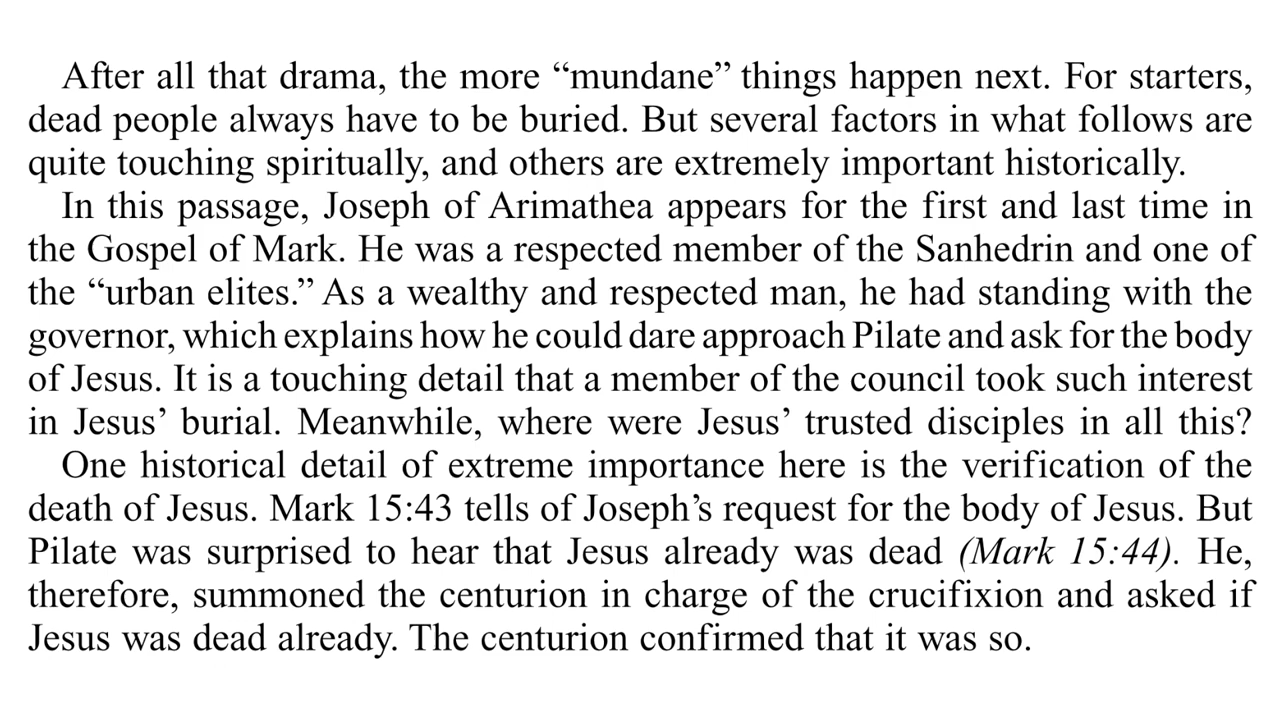 After all that drama, the more “mundane” things happen next. For starters,
dead people always have to be buried. But several factors in what follows are
quite touching spiritually, and others are extremely important historically.
In this passage, Joseph of Arimathea appears for the first and last time in
the Gospel of Mark. He was a respected member of the Sanhedrin and one of
the “urban elites.” As a wealthy and respected man, he had standing with the
governor, which explains how he could dare approach Pilate and ask for the body
of Jesus. It is a touching detail that a member of the council took such interest
in Jesus’ burial. Meanwhile, where were Jesus’ trusted disciples in all this?
One historical detail of extreme importance here is the verification of the
death of Jesus. Mark 15:43 tells of Joseph’s request for the body of Jesus. But
Pilate was surprised to hear that Jesus already was dead (Mark 15:44). He,
therefore, summoned the centurion in charge of the crucifixion and asked if
Jesus was dead already. The centurion confirmed that it was so.